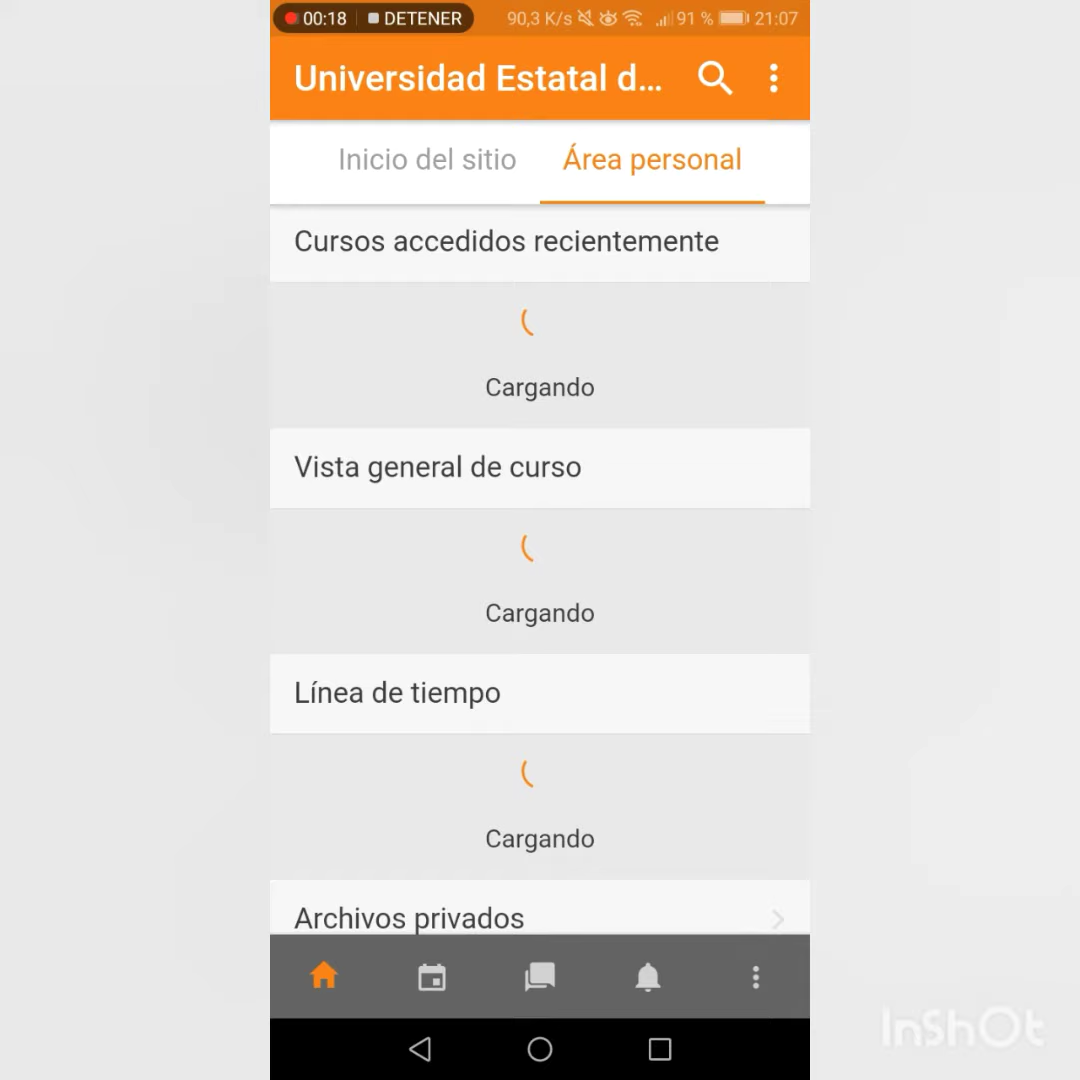 00:18 DETENER 90,3 K/s 91 % 21:07
Universidad Estatal d...
Inicio del sitio Área personal
Cursos accedidos recientemente
Cargando
Vista general de curso
Cargando
Línea de tiempo
Cargando
Archivos privados
InShOt